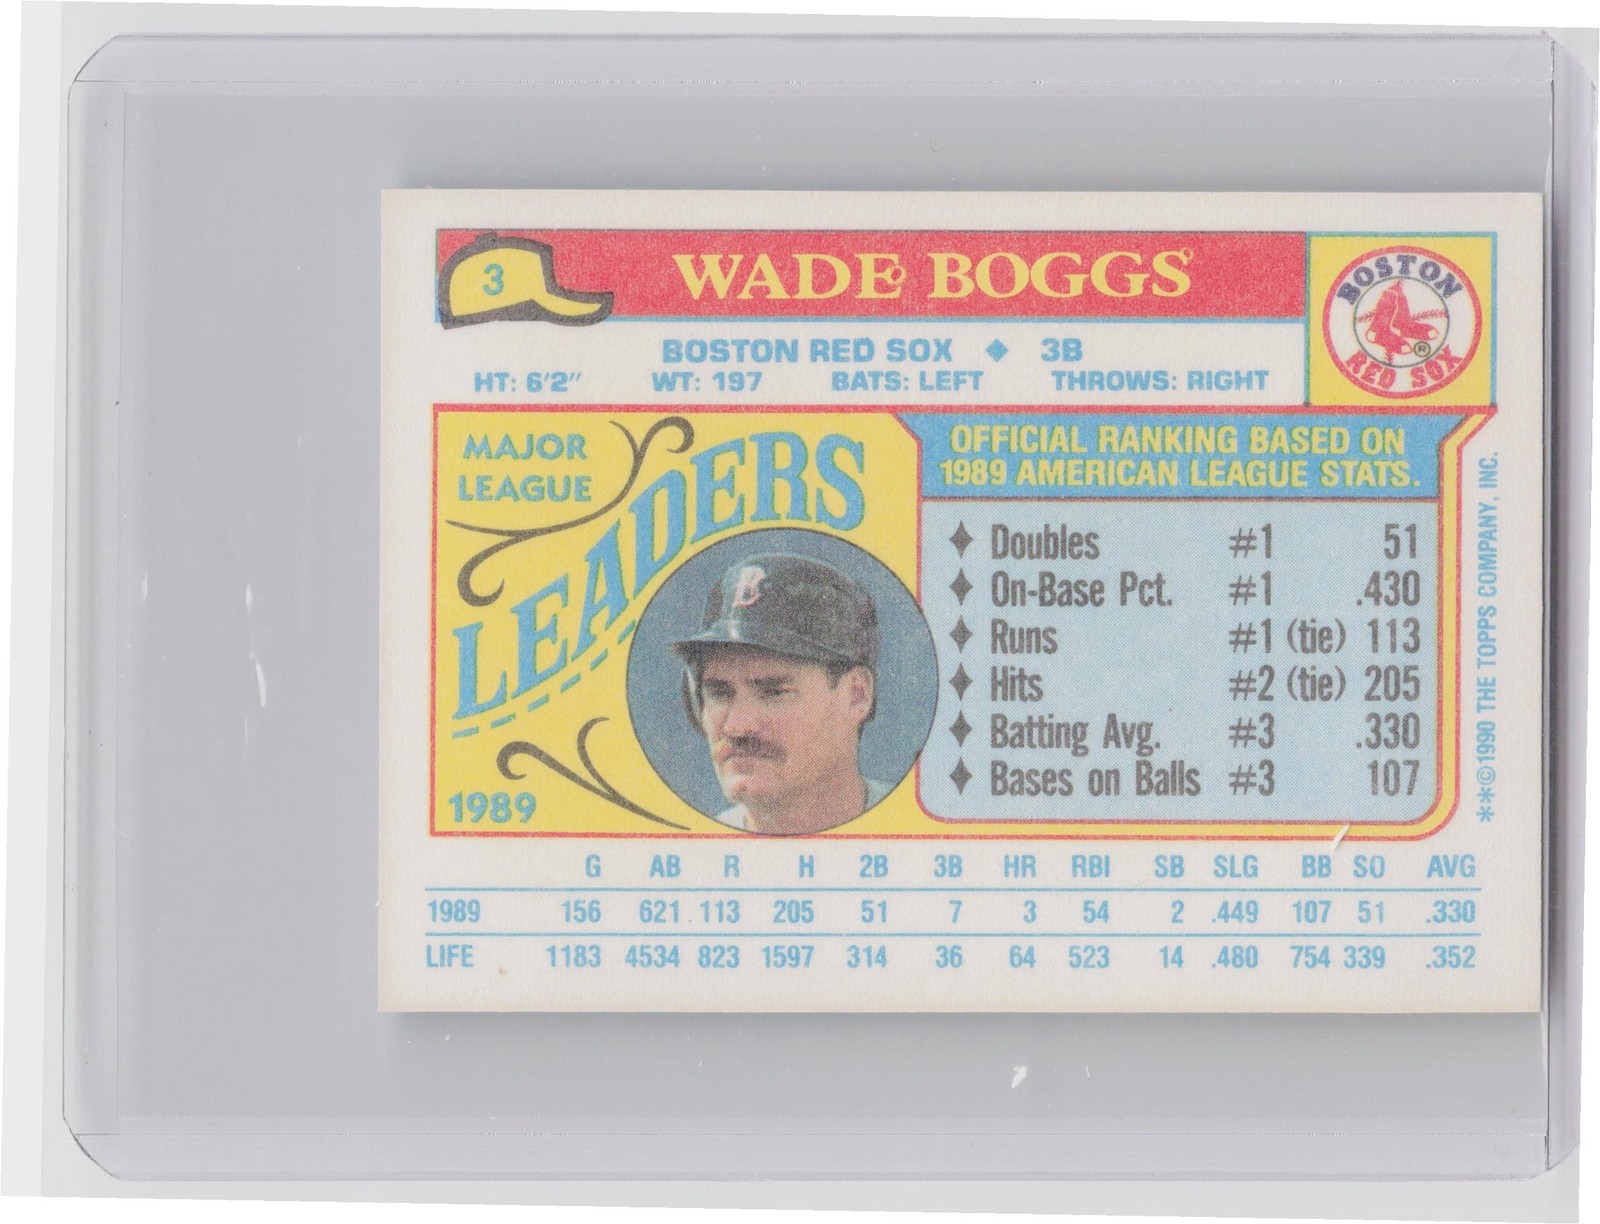 3
WADE BOGGS
BOSTON RED SOX ◆ 3B
HT: 6'2" WT: 197 BATS: LEFT THROWS: RIGHT
BOSTON
RED SOX
®
MAJOR
LEAGUE
LEADERS
1989
OFFICIAL RANKING BASED ON
1989 AMERICAN LEAGUE STATS.
♦ Doubles #1 51
♦ On-Base Pct. #1 .430
♦ Runs #1 (tie) 113
♦ Hits #2 (tie) 205
♦ Batting Avg. #3 .330
♦ Bases on Balls #3 107
B
**©1990 THE TOPPS COMPANY, INC.
G AB R H 2B 3B HR RBI SB SLG BB SO AVG
1989 156 621 113 205 51 7 3 54 2 .449 107 51 .330
LIFE 1183 4534 823 1597 314 36 64 523 14 .480 754 339 .352